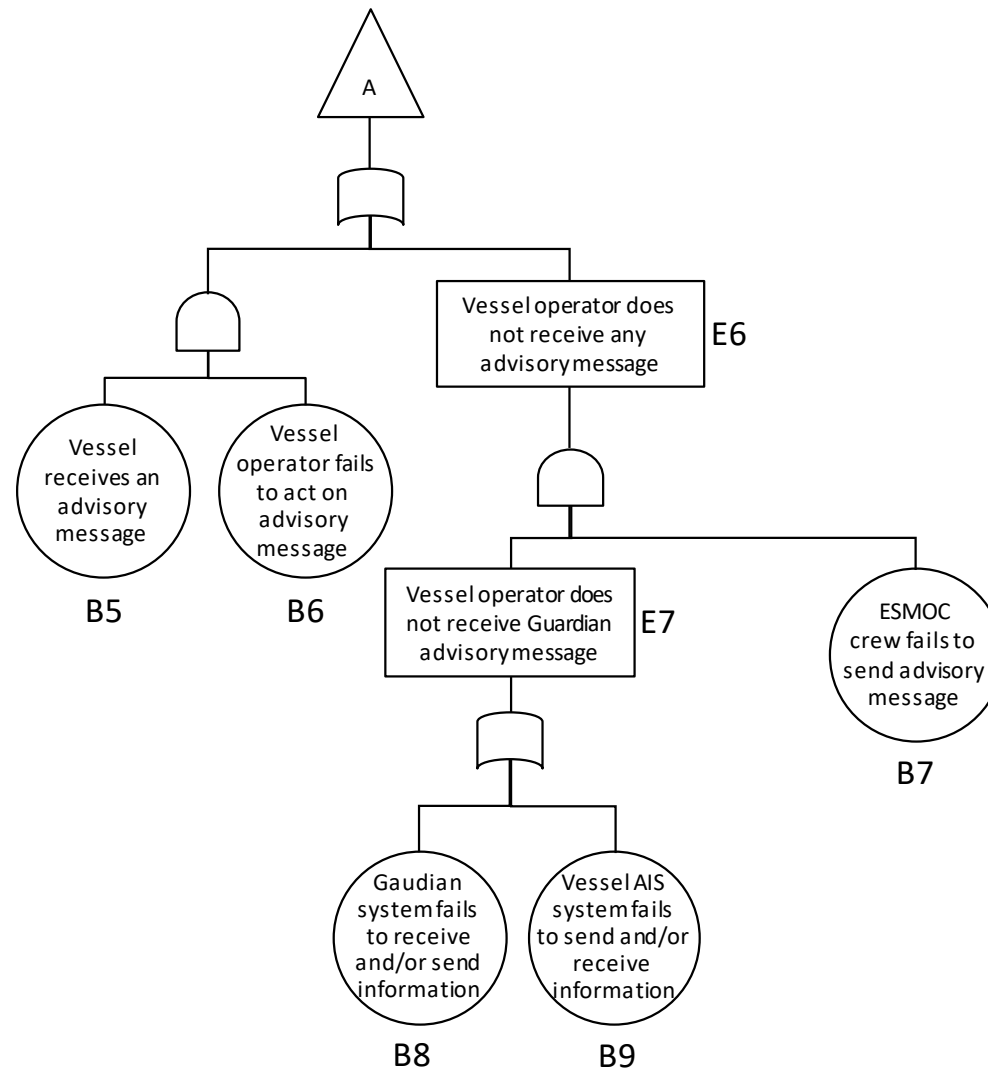 A
Vessel operator does
not receive any
advisory message
E6
Vessel
receives an
advisory
message
B5
Vessel
operator fails
to act on
advisory
message
B6
Vessel operator does
not receive Guardian
advisory message
E7
ESMOC
crew fails to
send advisory
message
B7
Gaudian
system fails
to receive
and/or send
information
B8
Vessel AIS
system fails
to send and/or
receive
information
B9